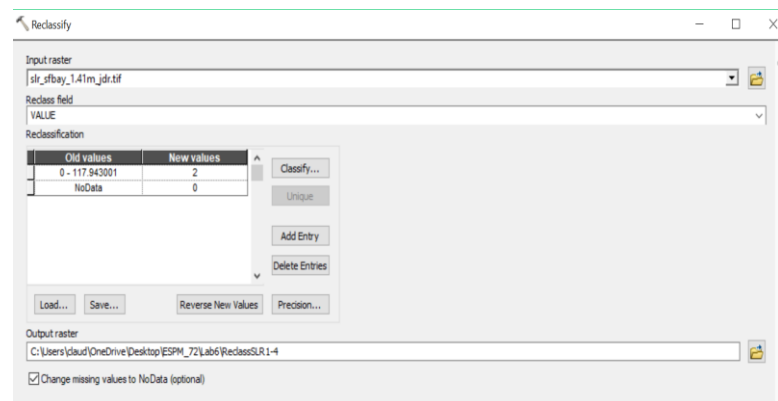 Reclassify
Input raster
slr_sfbay_1.41m_jdr.tif
Reclass field
VALUE
Reclassification
Old values New values
0 - 117.943001 2
NoData 0
Classify...
Unique
Add Entry
Delete Entries
Load... Save... Reverse New Values Precision...
Output raster
C:\Users\claud\OneDrive\Desktop\ESPM_72\Lab6\ReclassSLR1-4
Change missing values to NoData (optional)